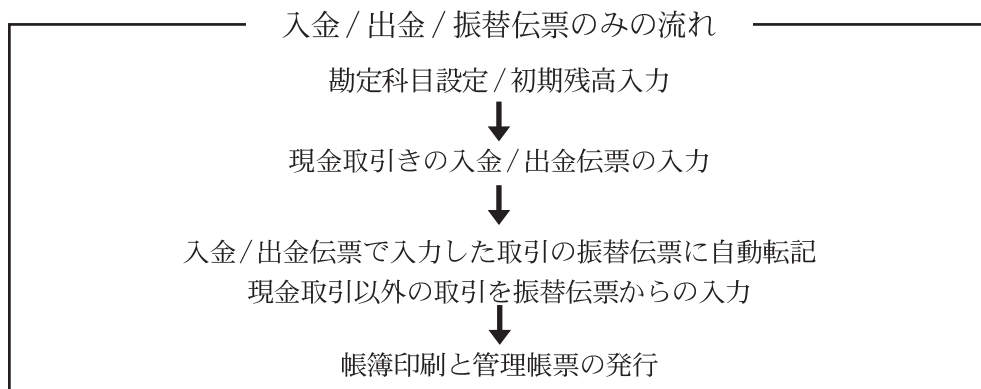 入金/出金/振替伝票のみの流れ
勘定科目設定/初期残高入力
現金取引きの入金/出金伝票の入力
入金/出金伝票で入力した取引の振替伝票に自動転記
現金取引以外の取引を振替伝票からの入力
帳簿印刷と管理帳票の発行